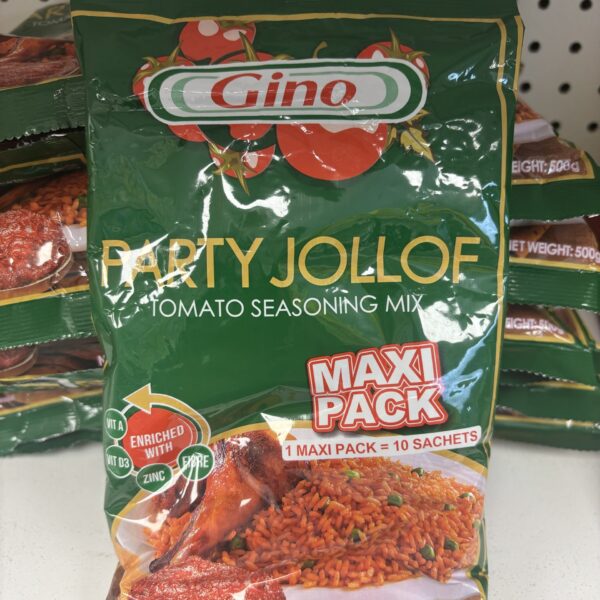 Gino
PARTY JOLLOF
TOMATO SEASONING MIX
MAXI
PACK
1 MAXI PACK = 10 SACHETS
ENRICHED
WITH
VIT A
VIT D3
ZINC
FIBRE
NET WEIGHT: 500g